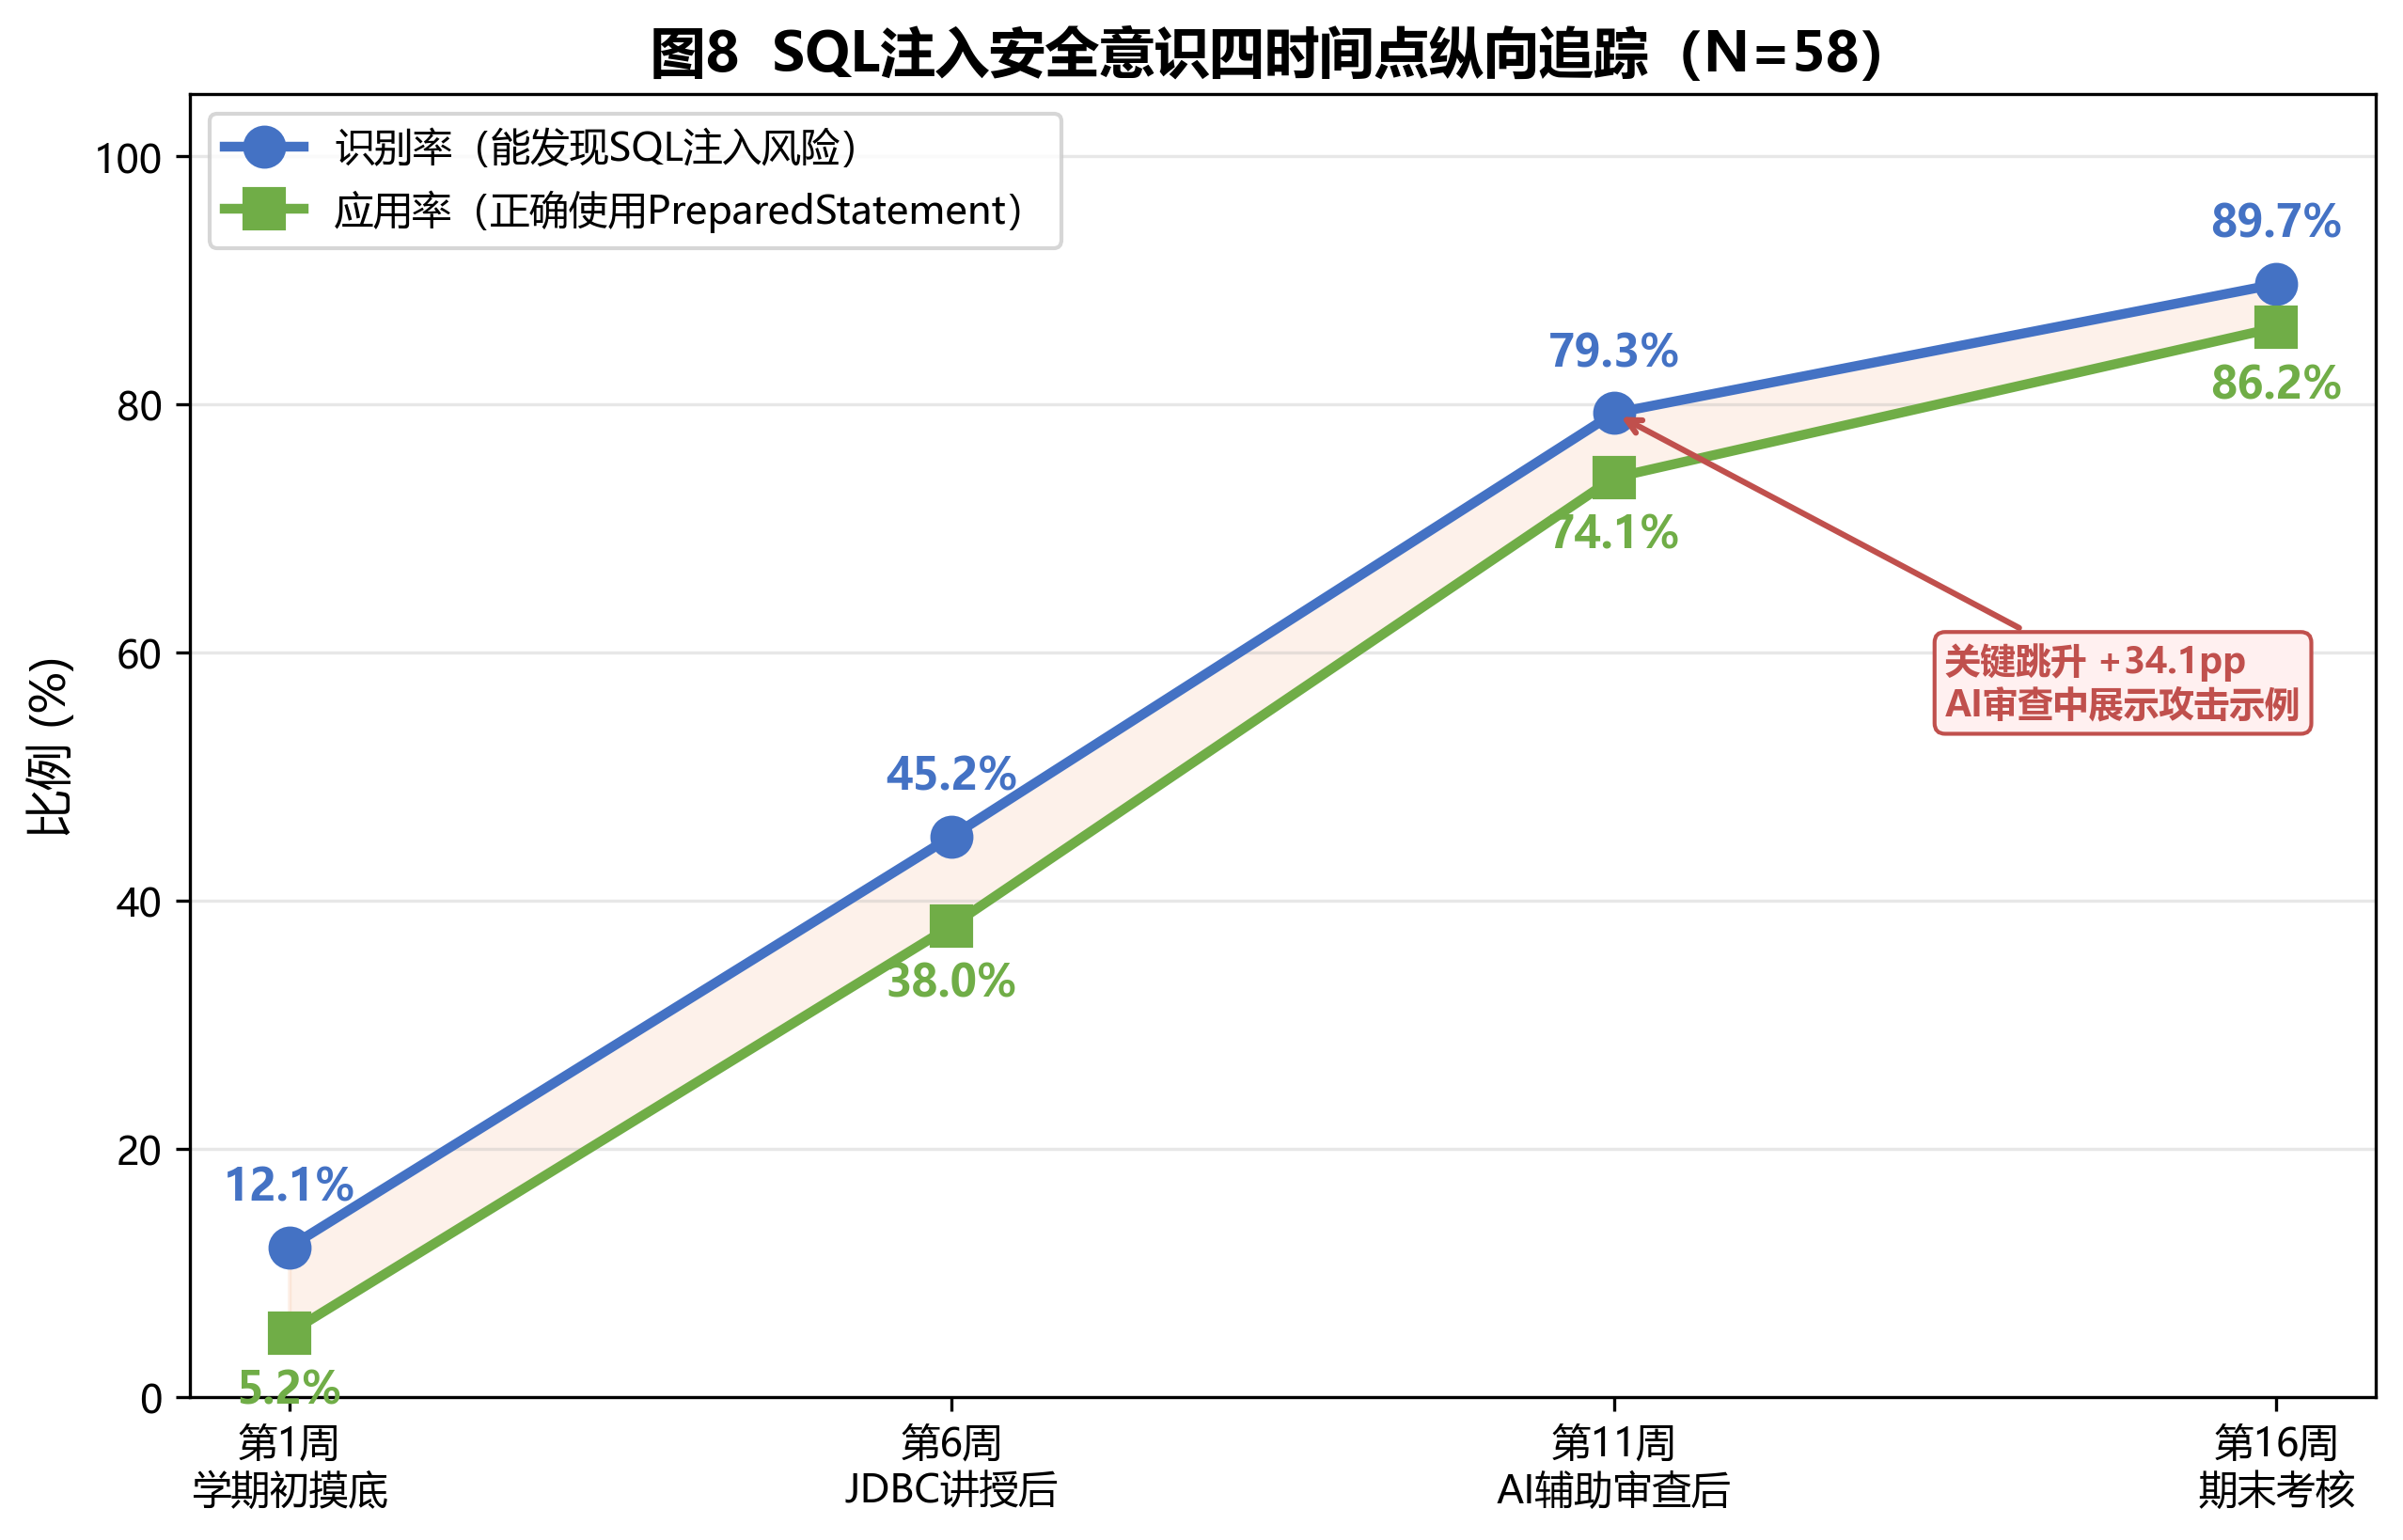 图8 SQL注入安全意识四时间点纵向追踪（N=58）
识别率（能发现SQL注入风险）
应用率（正确使用PreparedStatement）
比例 (%)
100
80
60
40
20
0
12.1%
5.2%
45.2%
38.0%
79.3%
74.1%
89.7%
86.2%
关键跳升 +34.1pp
AI审查中展示攻击示例
第1周
学期初摸底
第6周
JDBC讲授后
第11周
AI辅助审查后
第16周
期末考核